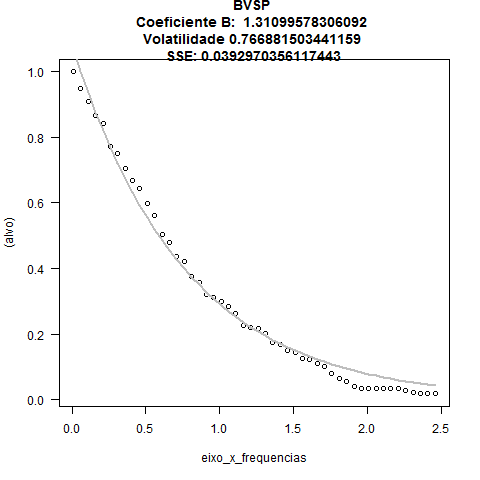 BVSP
Coeficiente B:  1.31099578306092
Volatilidade 0.766881503441159
SSE: 0.0392970356117443
1.0
0.8
0.6
0.4
0.2
0.0
(alvo)
0.0 0.5 1.0 1.5 2.0 2.5
eixo_x_frequencias